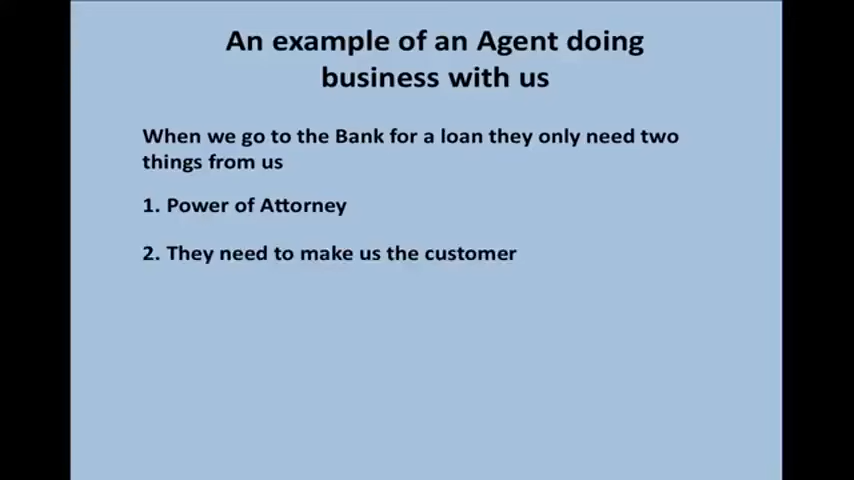 An example of an Agent doing
business with us
When we go to the Bank for a loan they only need two
things from us
1. Power of Attorney
2. They need to make us the customer